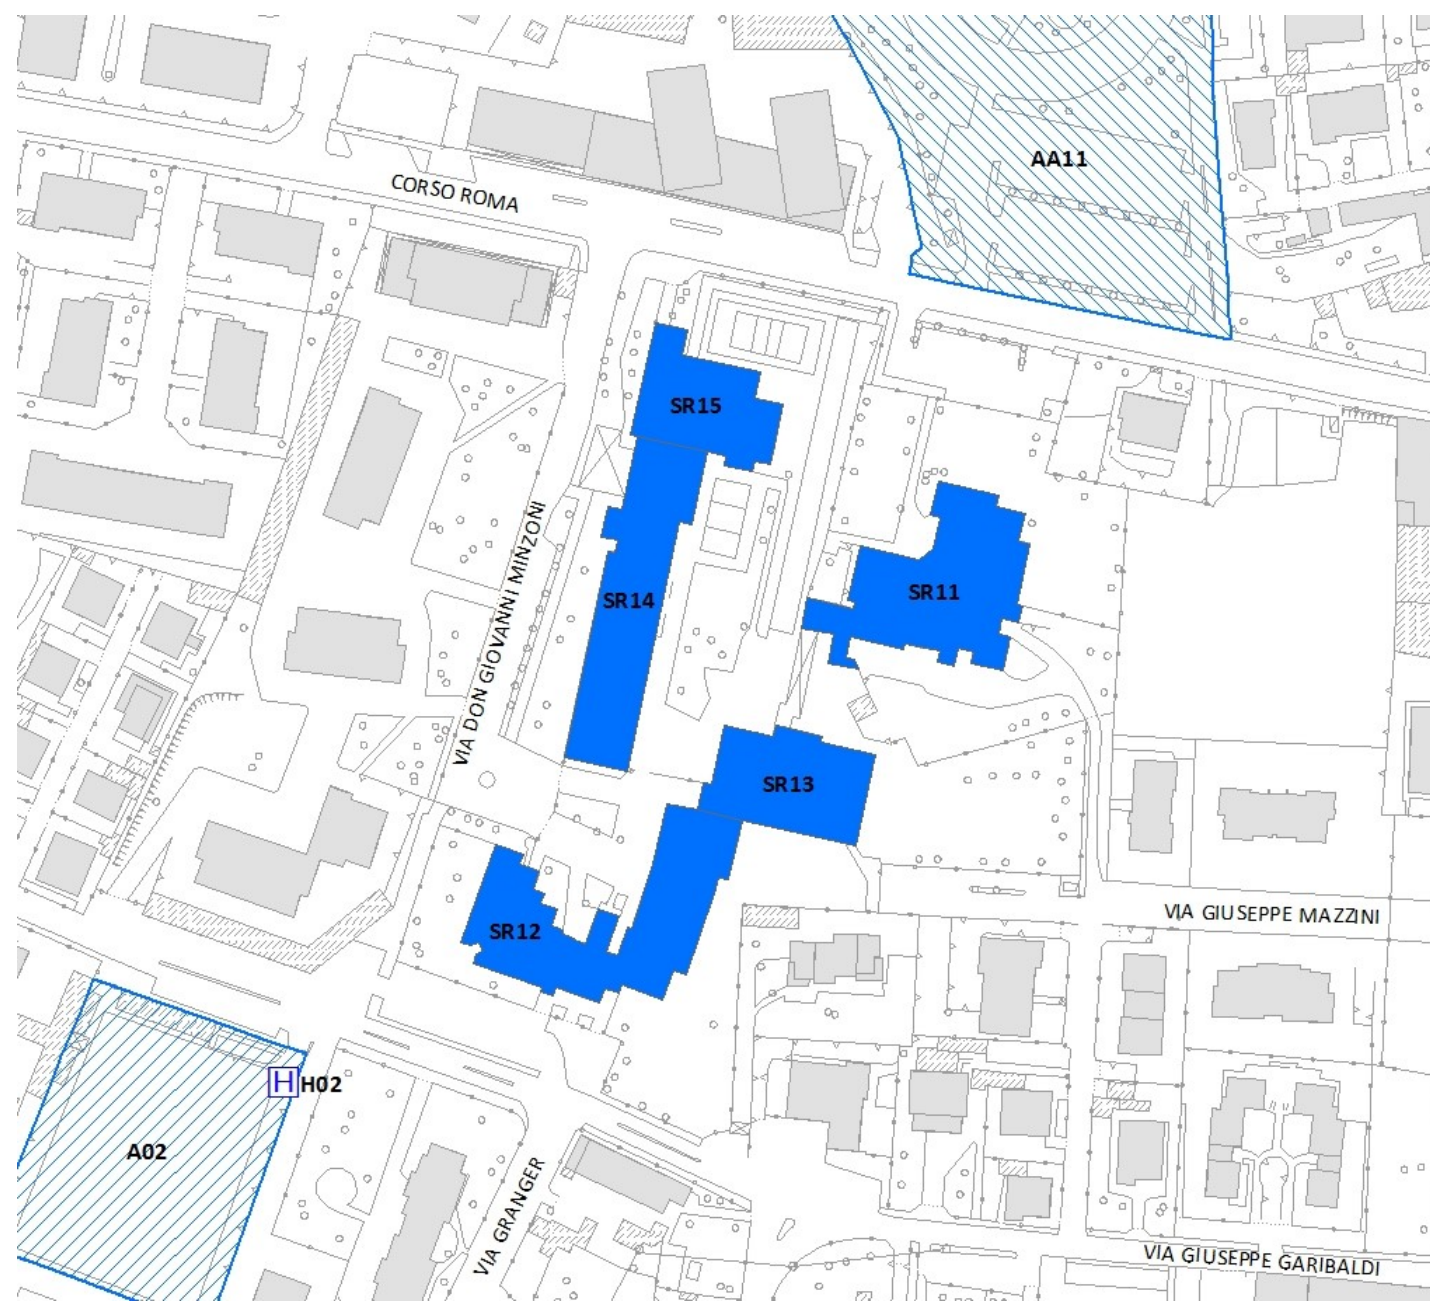 AA11
CORSO ROMA
SR15
SR11
SR14
VIA DON GIOVANNI MINZONI
SR13
VIA GIUSEPPE MAZZINI
SR12
H H02
A02
VIA GRANGER
VIA GIUSEPPE GARIBALDI